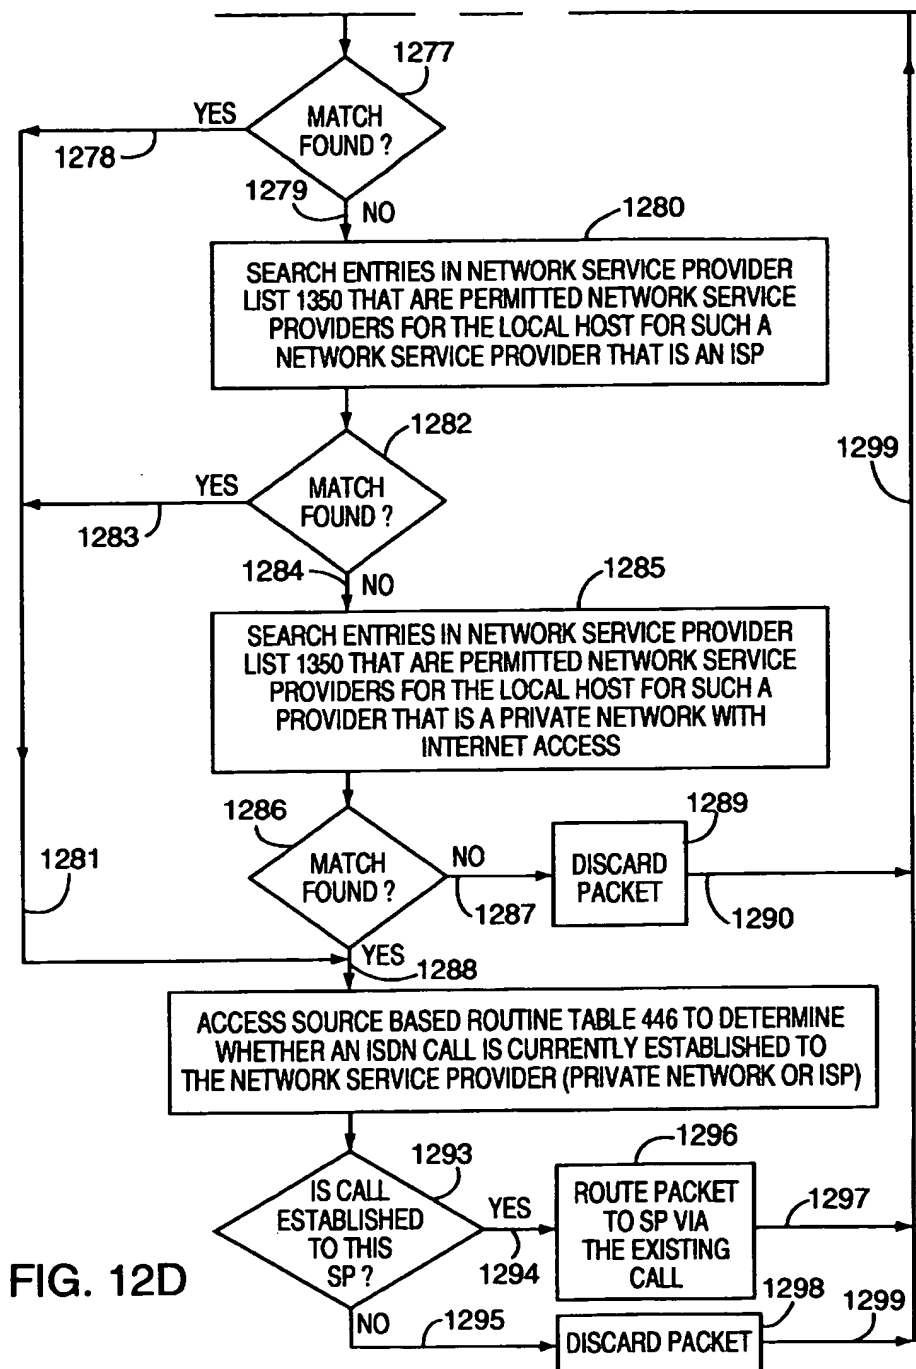 1277
YES
MATCH
FOUND ?
1278
1279
NO
1280
SEARCH ENTRIES IN NETWORK SERVICE PROVIDER
LIST 1350 THAT ARE PERMITTED NETWORK SERVICE
PROVIDERS FOR THE LOCAL HOST FOR SUCH A
NETWORK SERVICE PROVIDER THAT IS AN ISP
1282
1299
YES
MATCH
FOUND ?
1283
1284
NO
1285
SEARCH ENTRIES IN NETWORK SERVICE PROVIDER
LIST 1350 THAT ARE PERMITTED NETWORK SERVICE
PROVIDERS FOR THE LOCAL HOST FOR SUCH A
PROVIDER THAT IS A PRIVATE NETWORK WITH
INTERNET ACCESS
1286
1289
1281
MATCH
FOUND ?
NO
1287
DISCARD
PACKET
1290
YES
1288
ACCESS SOURCE BASED ROUTINE TABLE 446 TO DETERMINE
WHETHER AN ISDN CALL IS CURRENTLY ESTABLISHED TO
THE NETWORK SERVICE PROVIDER (PRIVATE NETWORK OR ISP)
1293
1296
IS CALL
ESTABLISHED
TO THIS
SP ?
YES
1294
ROUTE PACKET
TO SP VIA
THE EXISTING
CALL
1297
FIG. 12D
NO
1295
1298
1299
DISCARD PACKET